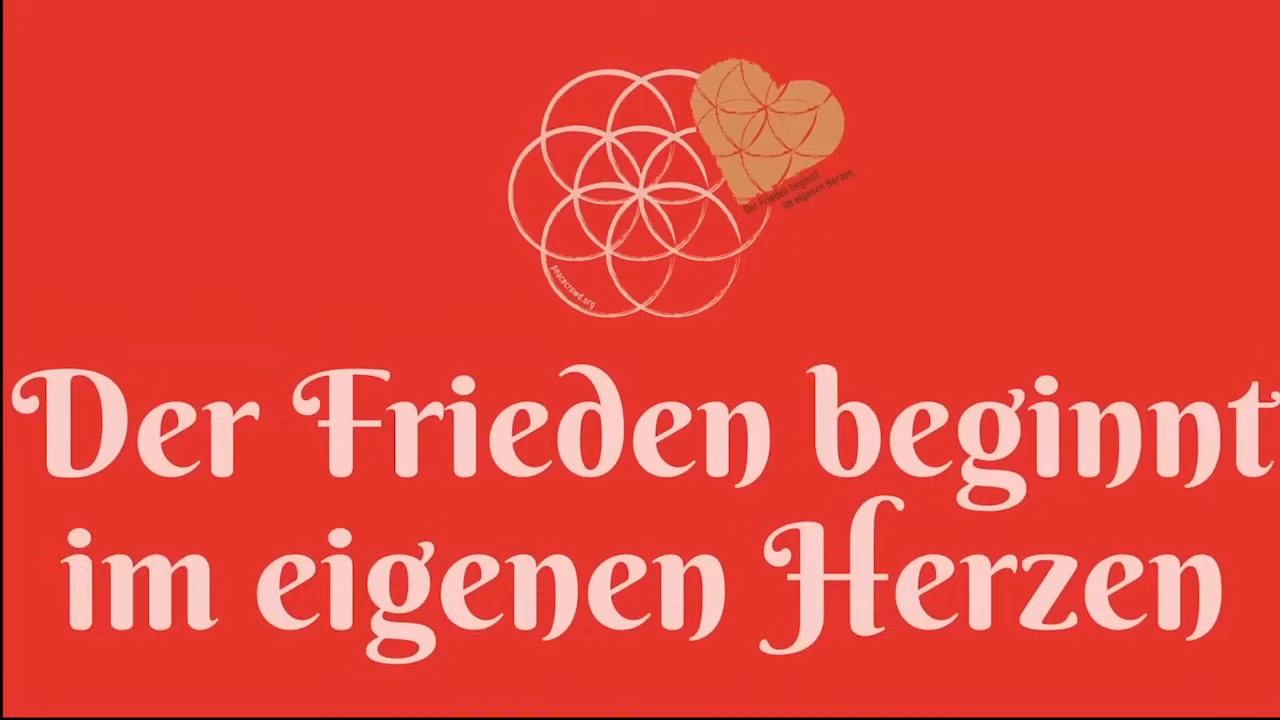 Der Frieden beginnt
im eigenen Herzen
peacecrowd.org
Der Frieden beginnt
im eigenen Herzen